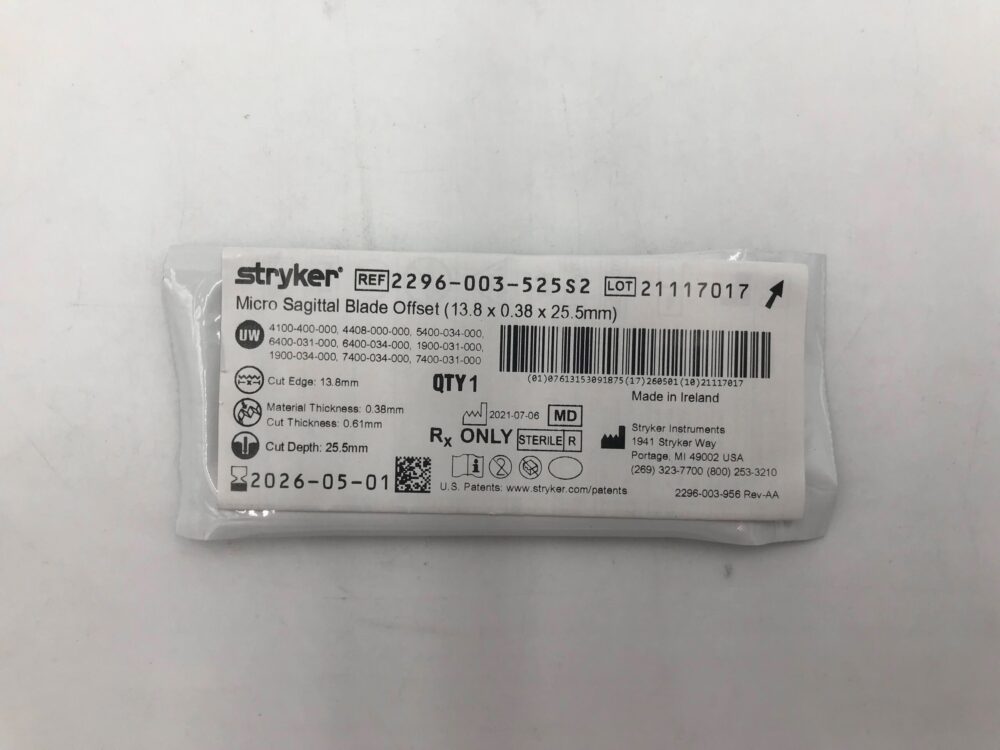 stryker® REF 2296-003-525S2 LOT 21117017
Micro Sagittal Blade Offset (13.8 x 0.38 x 25.5mm)
UW 4100-400-000, 4408-000-000, 5400-034-000,
6400-031-000, 6400-034-000, 1900-031-000,
1900-034-000, 7400-034-000, 7400-031-000
(01)07613153091875(17)260501(10)21117017
Made in Ireland
Cut Edge: 13.8mm
QTY 1
Material Thickness: 0.38mm
Cut Thickness: 0.61mm
2021-07-06 MD
Rx ONLY STERILE R
Cut Depth: 25.5mm
Stryker Instruments
1941 Stryker Way
Portage, MI 49002 USA
(269) 323-7700 (800) 253-3210
2026-05-01
i 2
U.S. Patents: www.stryker.com/patents
2296-003-956 Rev-AA